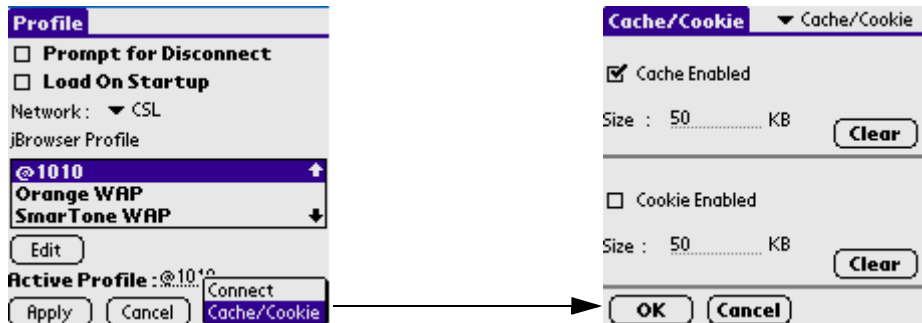 Profile
Prompt for Disconnect
Load On Startup
Network: CSL
jBrowser Profile
@1010
Orange WAP
SmarTone WAP
Edit
Active Profile : @1010
Connect
Apply Cancel Cache/Cookie
Cache/Cookie Cache/Cookie
Cache Enabled
Size : 50 KB
Clear
Cookie Enabled
Size : 50 KB
Clear
OK Cancel